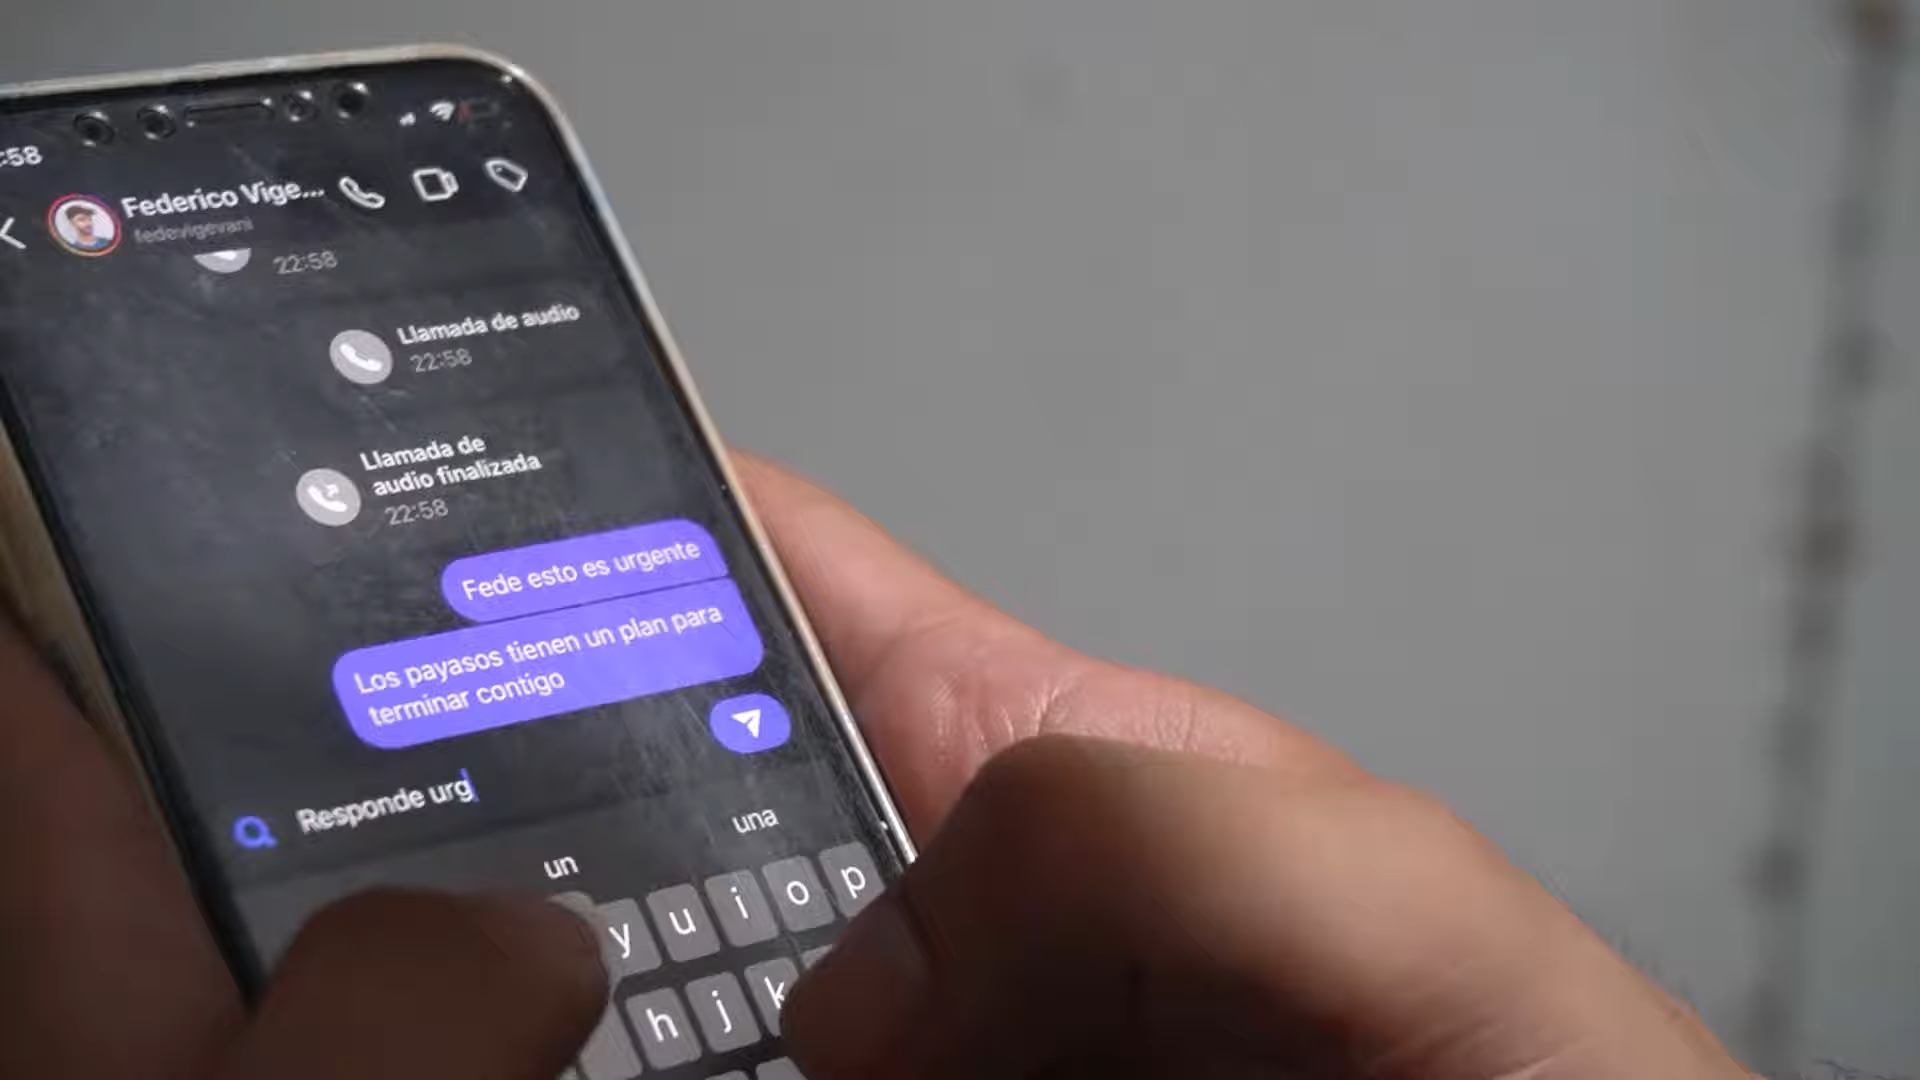 :58
Federico Vige...
fedevigevani
22:58
Llamada de audio
22:58
Llamada de
audio finalizada
22:58
Fede esto es urgente
Los payasos tienen un plan para
terminar contigo
Responde urg
un
una
y u i o p
h j k